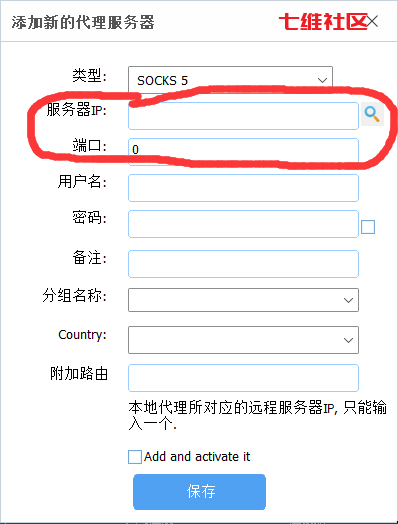 添加新的代理服务器
七维社区
类型:
SOCKS 5
服务器IP:
端口:
0
用户名:
密码:
备注:
分组名称:
Country:
附加路由
本地代理所对应的远程服务器IP, 只能输
入一个.
Add and activate it
保存